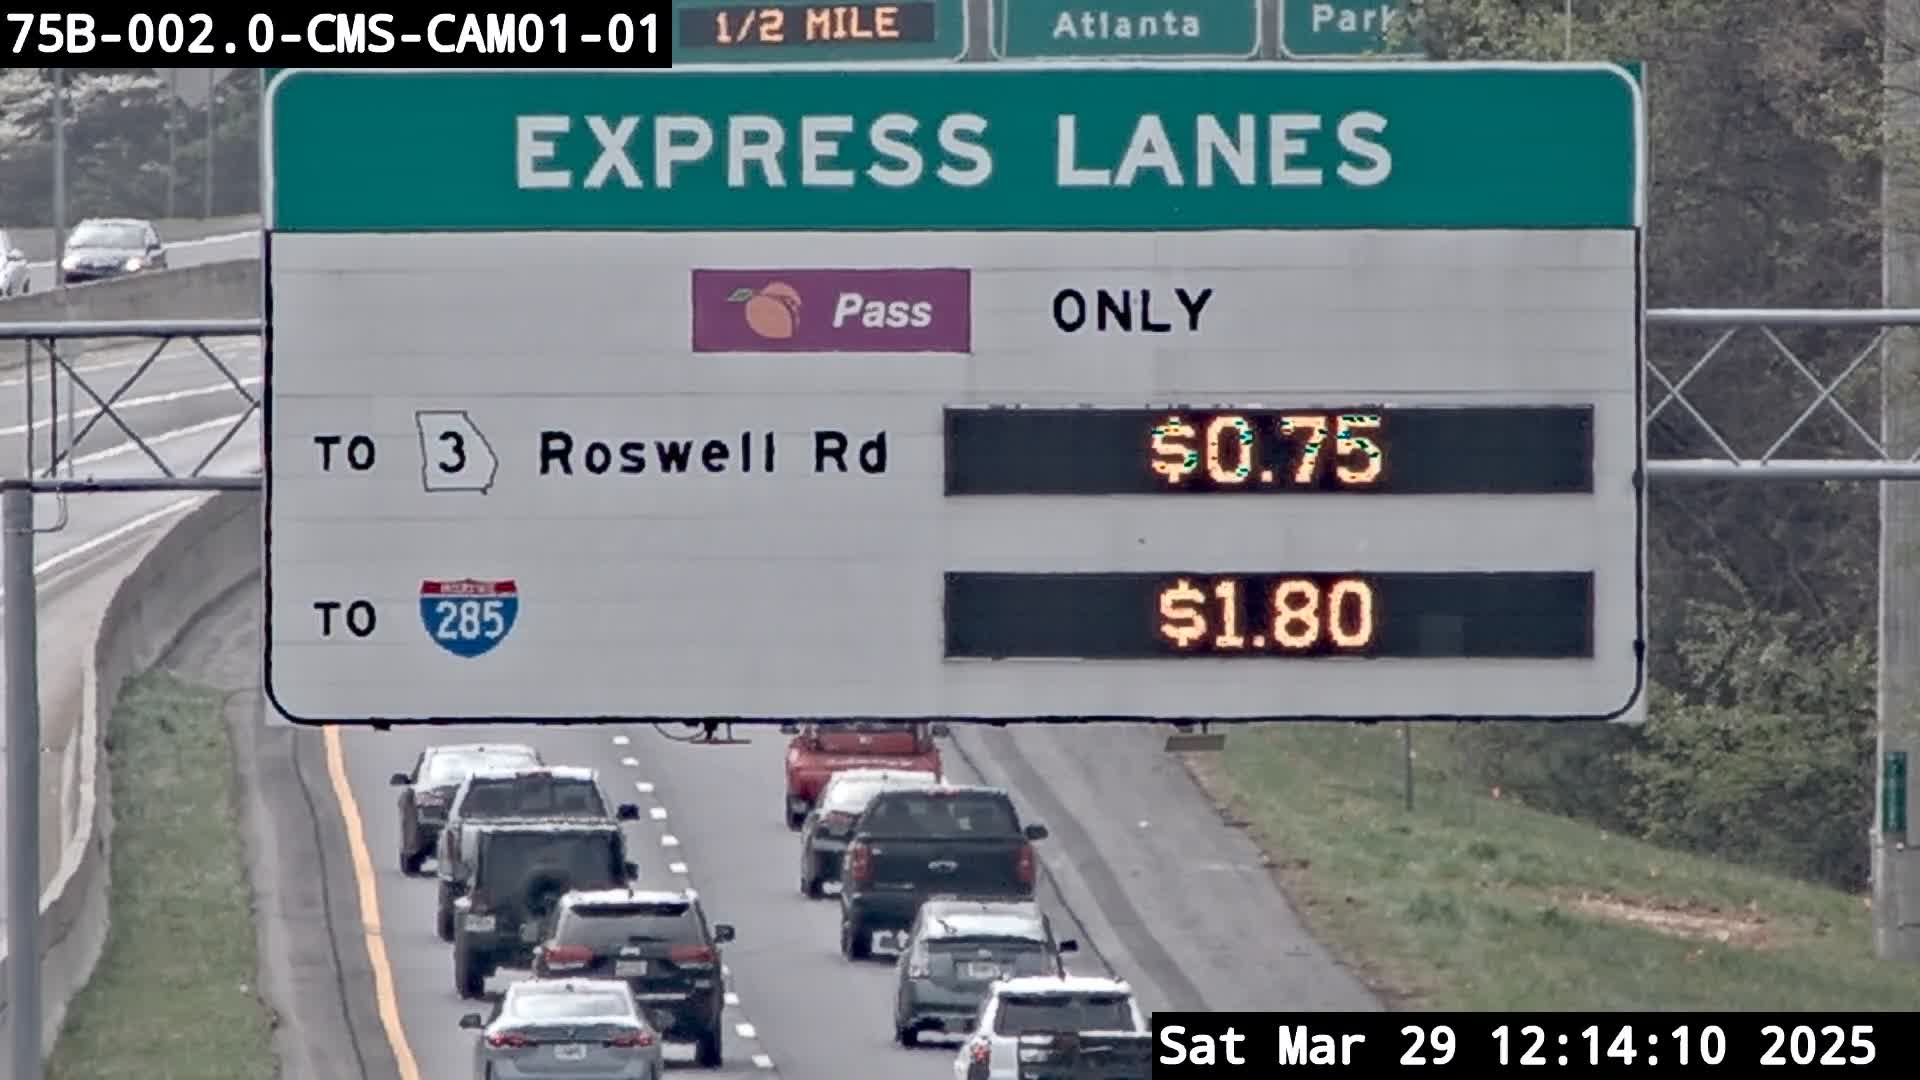 75B-002.0-CMS-CAM01-01
1/2 MILE
Atlanta
Park
EXPRESS LANES
Pass ONLY
TO 3 Roswell Rd $0.75
TO 285 $1.80
Sat Mar 29 12:14:10 2025